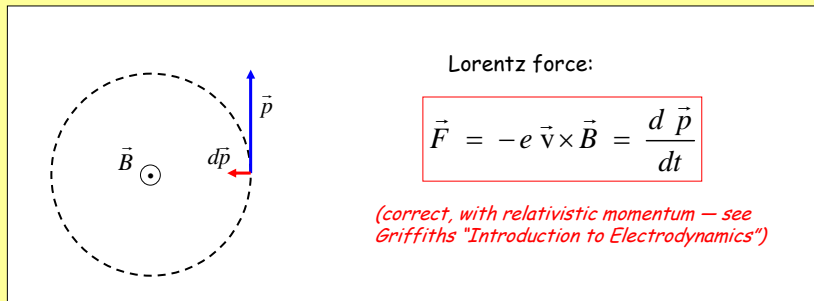 Lorentz force:
p⃗
B⃗
dp⃗
F⃗ = −e v⃗ × B⃗ = d p⃗ / dt
(correct, with relativistic momentum — see
Griffiths "Introduction to Electrodynamics")